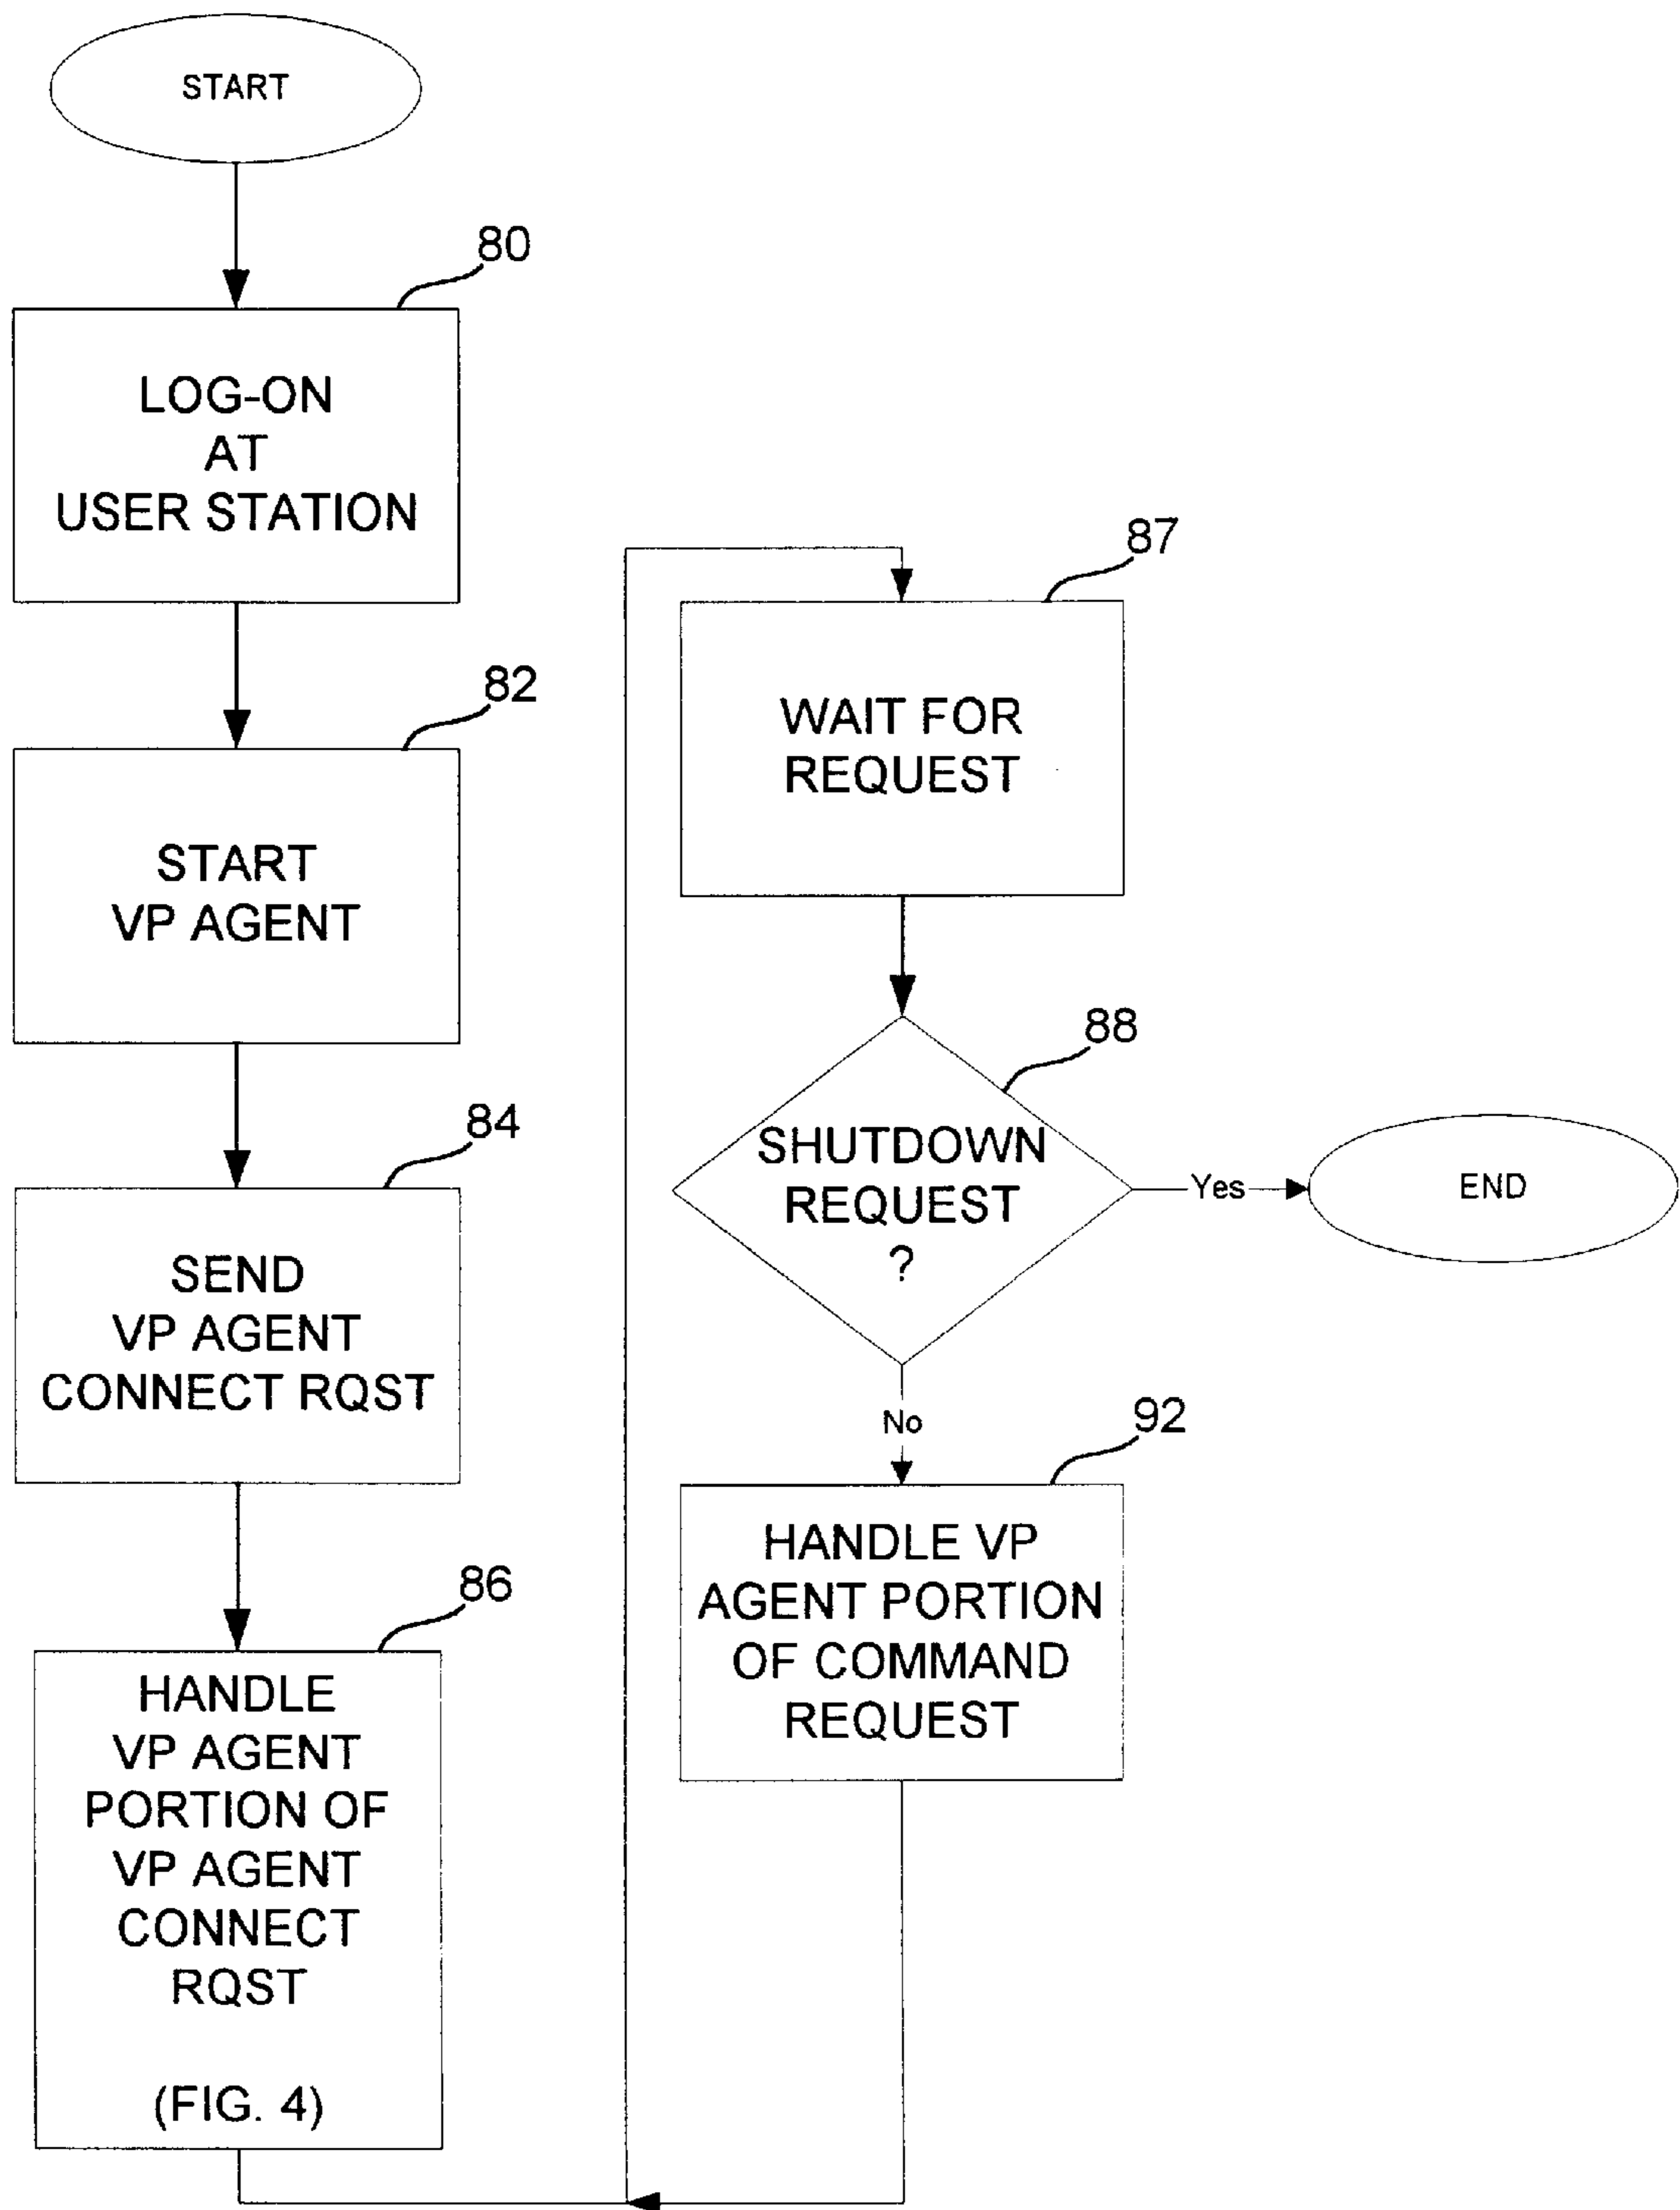 START
80
LOG-ON
AT
USER STATION
82
START
VP AGENT
84
SEND
VP AGENT
CONNECT RQST
86
HANDLE
VP AGENT
PORTION OF
VP AGENT
CONNECT
RQST
(FIG. 4)
87
WAIT FOR
REQUEST
88
SHUTDOWN
REQUEST
?
Yes
END
No
92
HANDLE VP
AGENT PORTION
OF COMMAND
REQUEST